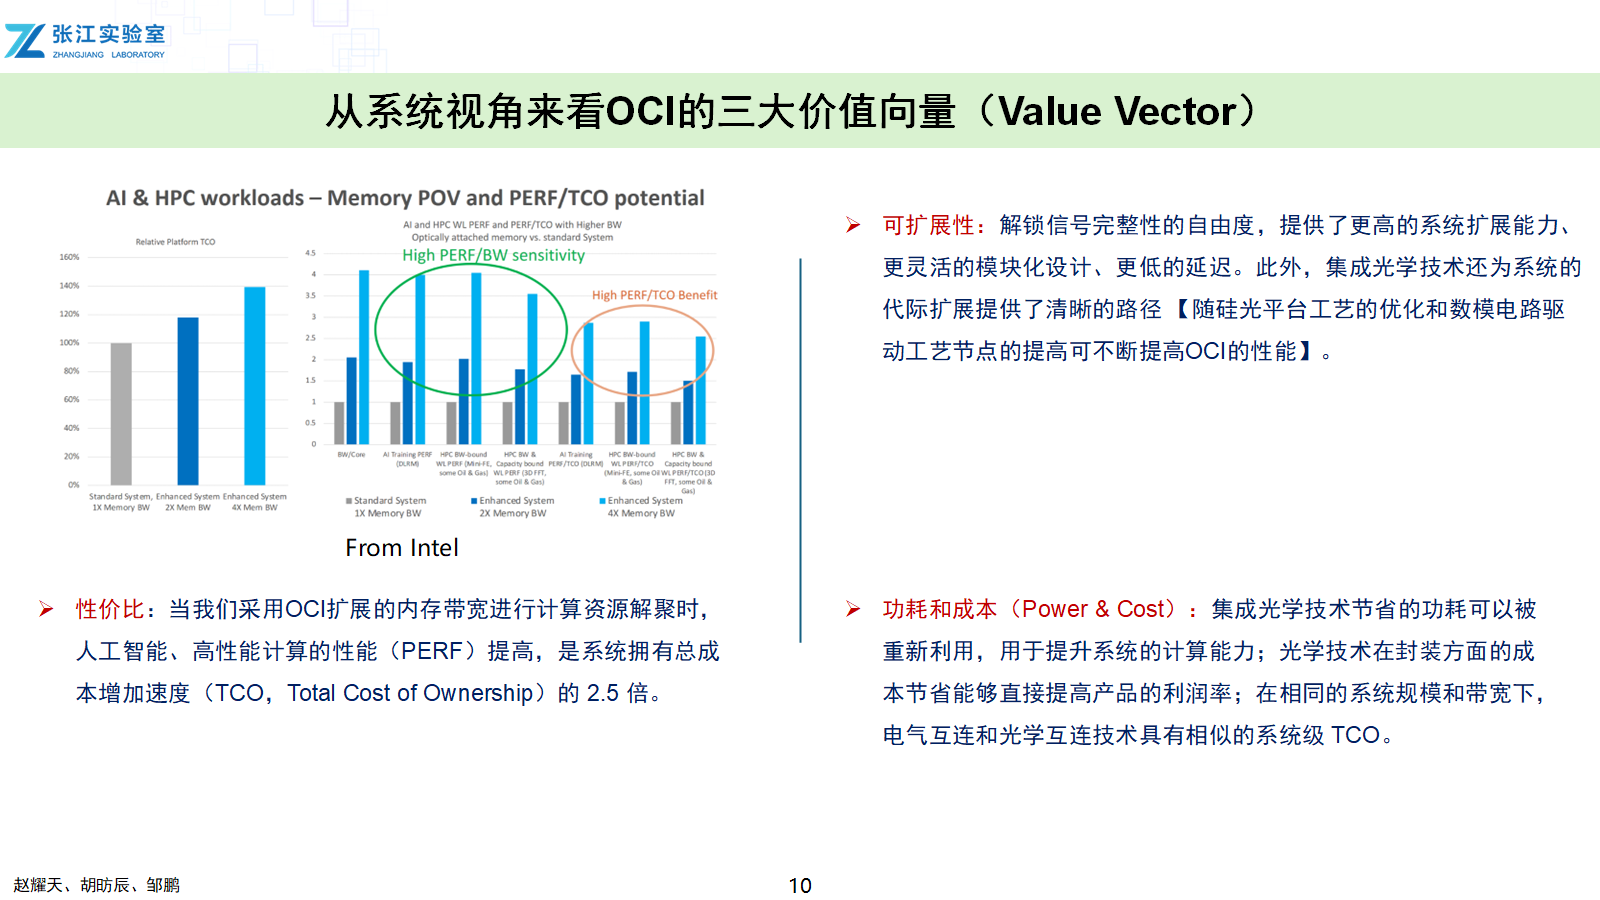 张江实验室
ZHANGJIANG LABORATORY
从系统视角来看OCI的三大价值向量（Value Vector）
AI & HPC workloads – Memory POV and PERF/TCO potential
Relative Platform TCO
160%
140%
120%
100%
80%
60%
40%
20%
0%
Standard System, 1X Memory BW
Enhanced System 2X Mem BW
Enhanced System 4X Mem BW
AI and HPC WL PERF and PERF/TCO with Higher BW
Optically attached memory vs. standard System
High PERF/BW sensitivity
High PERF/TCO Benefit
4.5
4
3.5
3
2.5
2
1.5
1
0.5
0
BW/Core
AI Training PERF (DLRM)
HPC BW-bound WL PERF (Mini-FE, some Oil & Gas)
HPC BW & Capacity bound WL PERF (3D FFT, some Oil & Gas)
AI Training PERF/TCO (DLRM)
HPC BW-bound WL PERF/TCO (Mini-FE, some Oil & Gas)
HPC BW & Capacity bound WL PERF/TCO (3D FFT, some Oil & Gas)
Standard System 1X Memory BW
Enhanced System 2X Memory BW
Enhanced System 4X Memory BW
From Intel
➢ 性价比：当我们采用OCI扩展的内存带宽进行计算资源解聚时，
人工智能、高性能计算的性能（PERF）提高，是系统拥有总成
本增加速度（TCO，Total Cost of Ownership）的 2.5 倍。
➢ 可扩展性：解锁信号完整性的自由度，提供了更高的系统扩展能力、
更灵活的模块化设计、更低的延迟。此外，集成光学技术还为系统的
代际扩展提供了清晰的路径【随硅光平台工艺的优化和数模电路驱
动工艺节点的提高可不断提高OCI的性能】。
➢ 功耗和成本（Power & Cost）：集成光学技术节省的功耗可以被
重新利用，用于提升系统的计算能力；光学技术在封装方面的成
本节省能够直接提高产品的利润率；在相同的系统规模和带宽下，
电气互连和光学互连技术具有相似的系统级 TCO。
赵耀天、胡昉辰、邹鹏
10